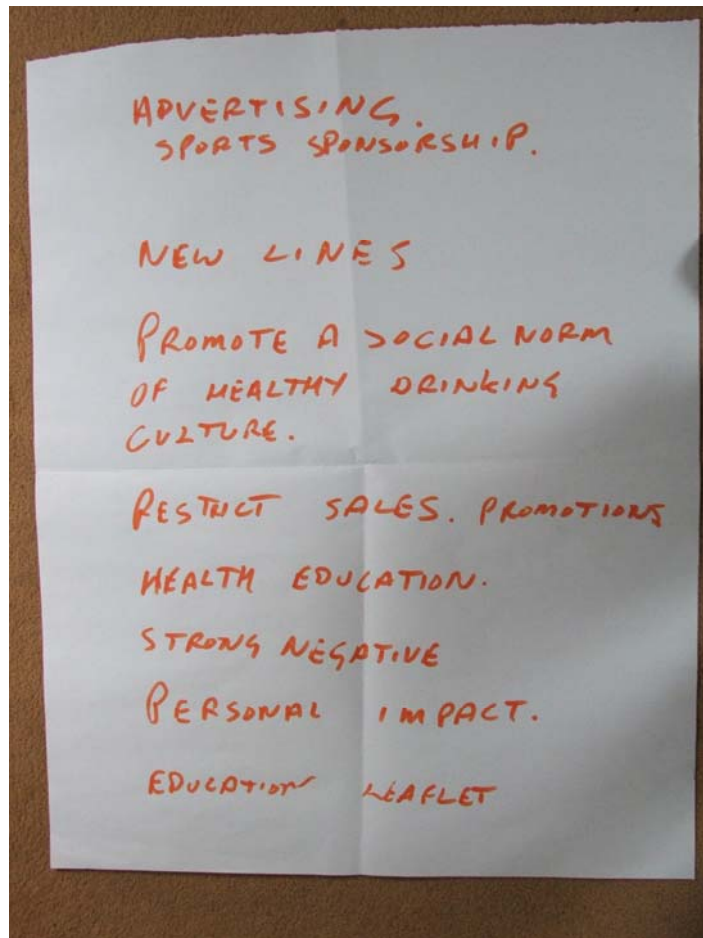 ADVERTISING.
SPORTS SPONSORSHIP.
NEW LINES
PROMOTE A SOCIAL NORM
OF HEALTHY DRINKING
CULTURE.
RESTRICT SALES. PROMOTIONS
HEALTH EDUCATION.
STRONG NEGATIVE
PERSONAL IMPACT.
EDUCATION LEAFLET